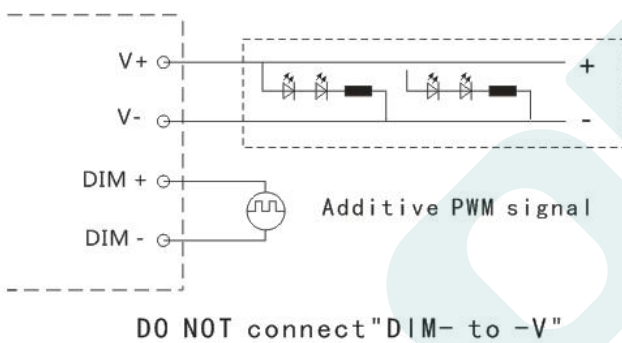 V+
+
V-
-
DIM +
Additive PWM signal
DIM -
DO NOT connect"DIM- to -V"